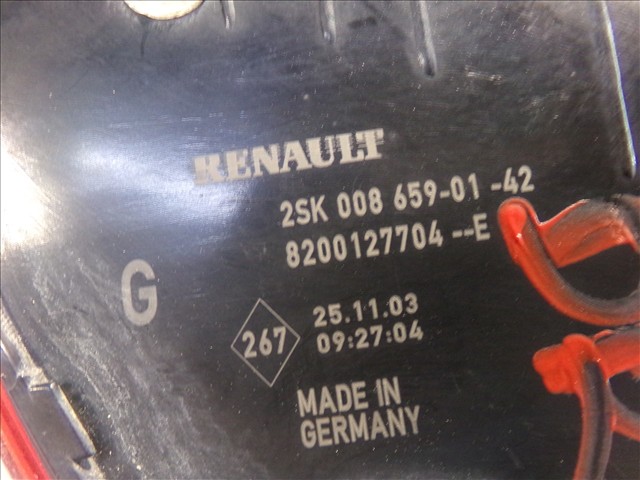 RENAULT
2SK 008 659-01 -42
8200127704 --E
G
267
25.11.03
09:27:04
MADE IN
GERMANY